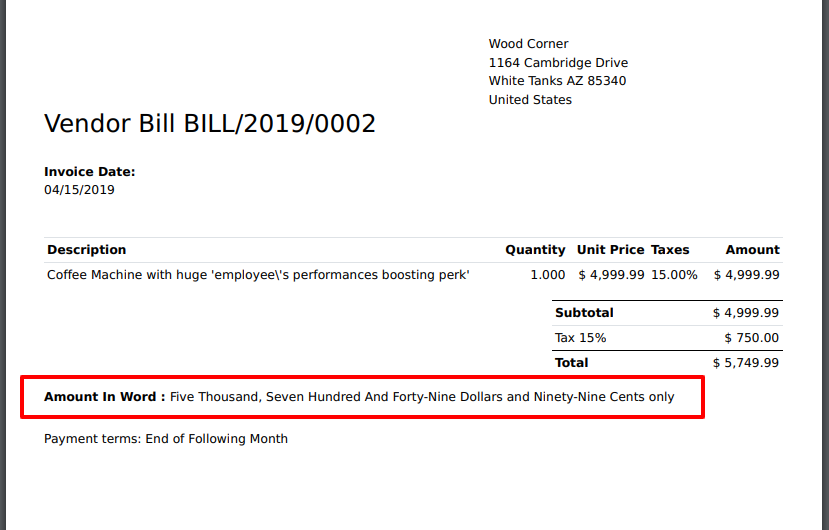 Wood Corner
1164 Cambridge Drive
White Tanks AZ 85340
United States
Vendor Bill BILL/2019/0002
Invoice Date:
04/15/2019
Description Quantity Unit Price Taxes Amount
Coffee Machine with huge 'employee\'s performances boosting perk' 1.000 $ 4,999.99 15.00% $ 4,999.99
Subtotal $ 4,999.99
Tax 15% $ 750.00
Total $ 5,749.99
Amount In Word : Five Thousand, Seven Hundred And Forty-Nine Dollars and Ninety-Nine Cents only
Payment terms: End of Following Month